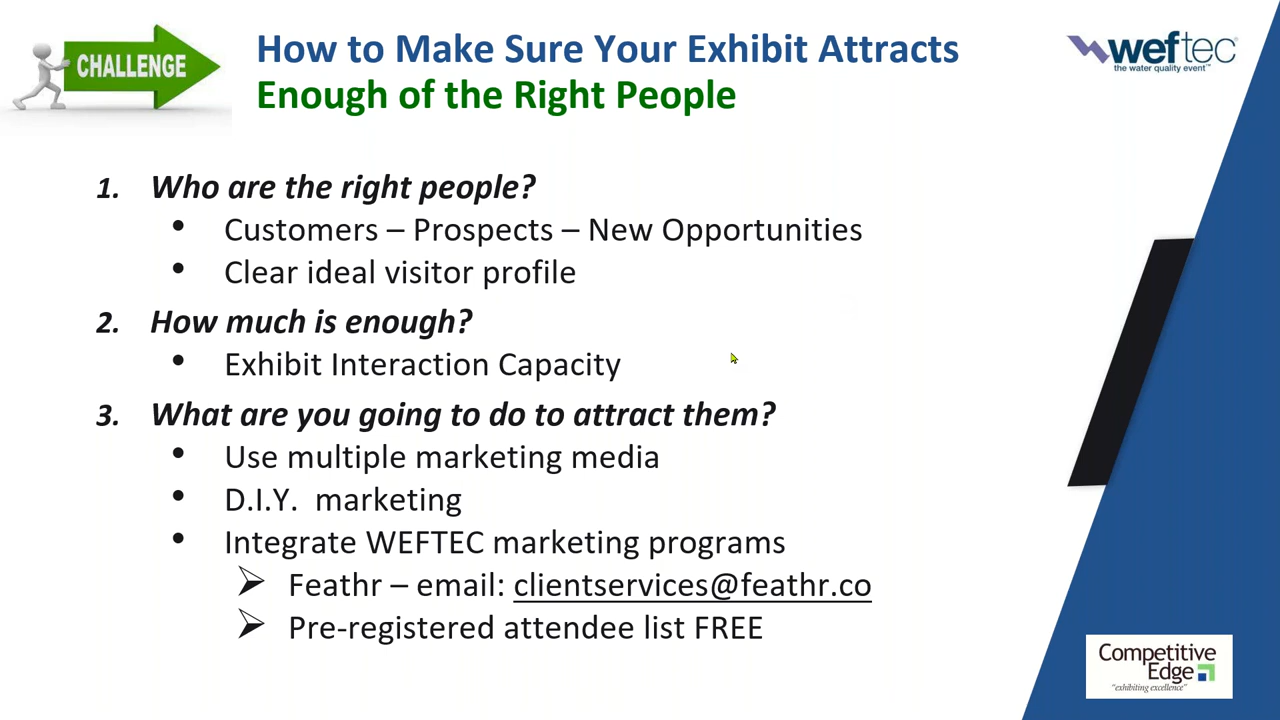 CHALLENGE
How to Make Sure Your Exhibit Attracts
Enough of the Right People
weftec®
the water quality event™
1. Who are the right people?
• Customers – Prospects – New Opportunities
• Clear ideal visitor profile
2. How much is enough?
• Exhibit Interaction Capacity
3. What are you going to do to attract them?
• Use multiple marketing media
• D.I.Y.  marketing
• Integrate WEFTEC marketing programs
➢ Feathr – email: clientservices@feathr.co
➢ Pre-registered attendee list FREE
Competitive
Edge
"exhibiting excellence"